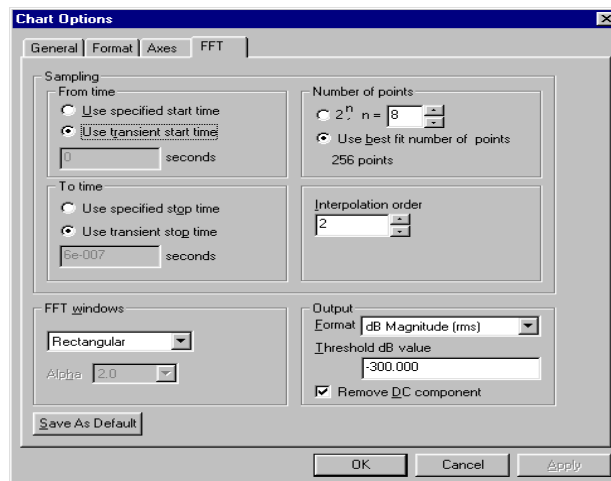 Chart Options
General Format Axes FFT
Sampling
From time
Use specified start time
Use transient start time
0 seconds
To time
Use specified stop time
Use transient stop time
6e-007 seconds
Number of points
2^n, n = 8
Use best fit number of points
256 points
Interpolation order
2
FFT windows
Rectangular
Alpha 2.0
Output
Format dB Magnitude (rms)
Threshold dB value
-300.000
Remove DC component
Save As Default
OK Cancel Apply